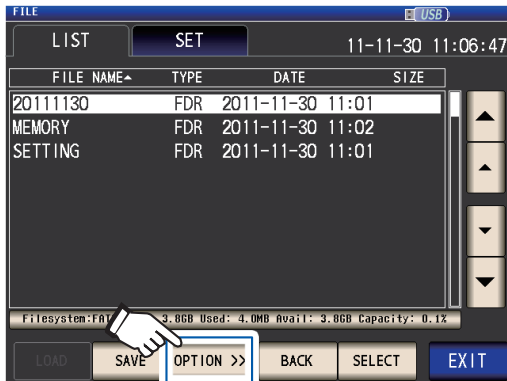 FILE USB
LIST SET 11-11-30 11:06:47
FILE NAME TYPE DATE SIZE
20111130 FDR 2011-11-30 11:01
MEMORY FDR 2011-11-30 11:02
SETTING FDR 2011-11-30 11:01
Filesystem:FAT 3.8GB Used: 4.0MB Avail: 3.8GB Capacity: 0.1%
LOAD SAVE OPTION >> BACK SELECT EXIT